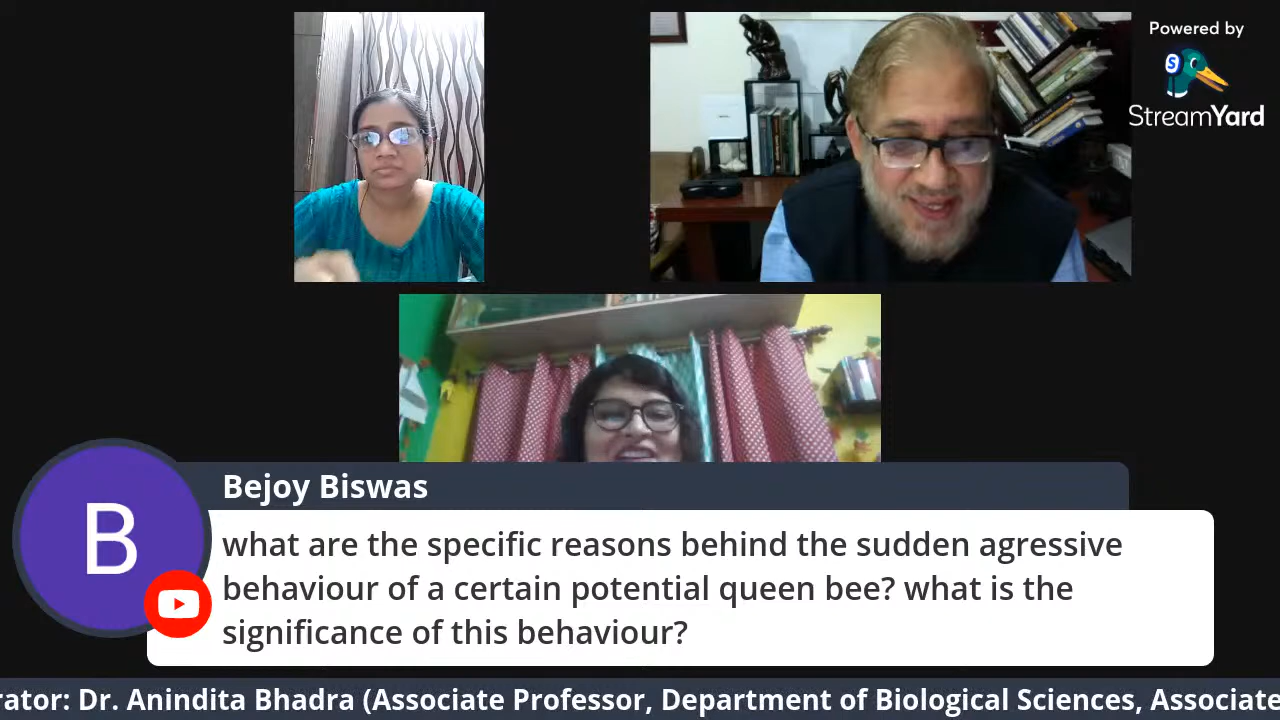 Powered by
StreamYard
B
Bejoy Biswas
what are the specific reasons behind the sudden agressive
behaviour of a certain potential queen bee? what is the
significance of this behaviour?
rator: Dr. Anindita Bhadra (Associate Professor, Department of Biological Sciences, Associate